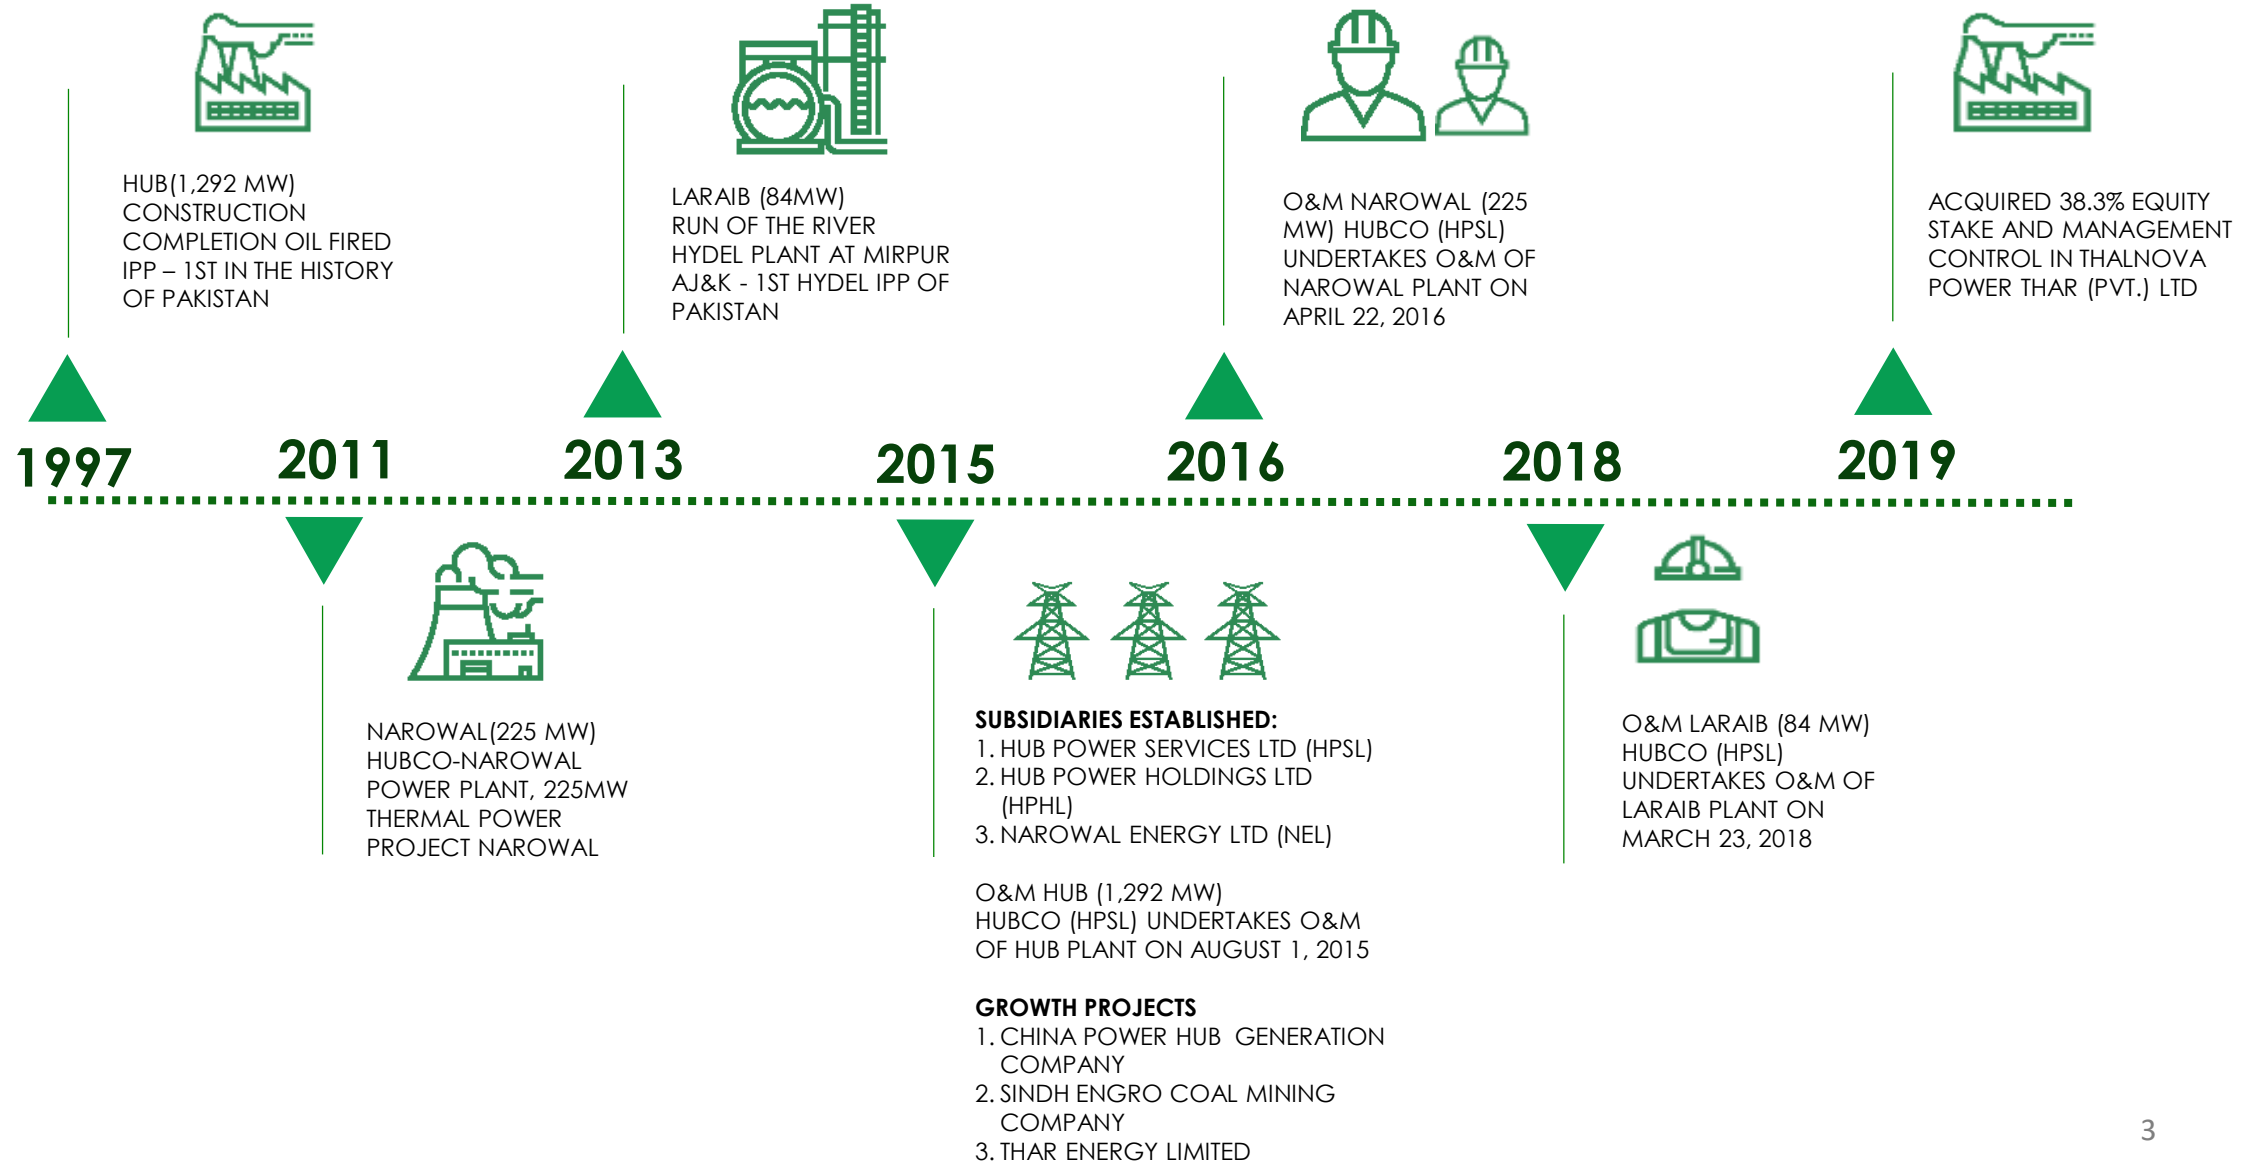 HUB(1,292 MW)
CONSTRUCTION
COMPLETION OIL FIRED
IPP – 1ST IN THE HISTORY
OF PAKISTAN
LARAIB (84MW)
RUN OF THE RIVER
HYDEL PLANT AT MIRPUR
AJ&K - 1ST HYDEL IPP OF
PAKISTAN
O&M NAROWAL (225
MW) HUBCO (HPSL)
UNDERTAKES O&M OF
NAROWAL PLANT ON
APRIL 22, 2016
ACQUIRED 38.3% EQUITY
STAKE AND MANAGEMENT
CONTROL IN THALNOVA
POWER THAR (PVT.) LTD
1997
2011
2013
2015
2016
2018
2019
NAROWAL(225 MW)
HUBCO-NAROWAL
POWER PLANT, 225MW
THERMAL POWER
PROJECT NAROWAL
SUBSIDIARIES ESTABLISHED:
1. HUB POWER SERVICES LTD (HPSL)
2. HUB POWER HOLDINGS LTD
(HPHL)
3. NAROWAL ENERGY LTD (NEL)
O&M HUB (1,292 MW)
HUBCO (HPSL) UNDERTAKES O&M
OF HUB PLANT ON AUGUST 1, 2015
GROWTH PROJECTS
1. CHINA POWER HUB GENERATION
COMPANY
2. SINDH ENGRO COAL MINING
COMPANY
3. THAR ENERGY LIMITED
O&M LARAIB (84 MW)
HUBCO (HPSL)
UNDERTAKES O&M OF
LARAIB PLANT ON
MARCH 23, 2018
3